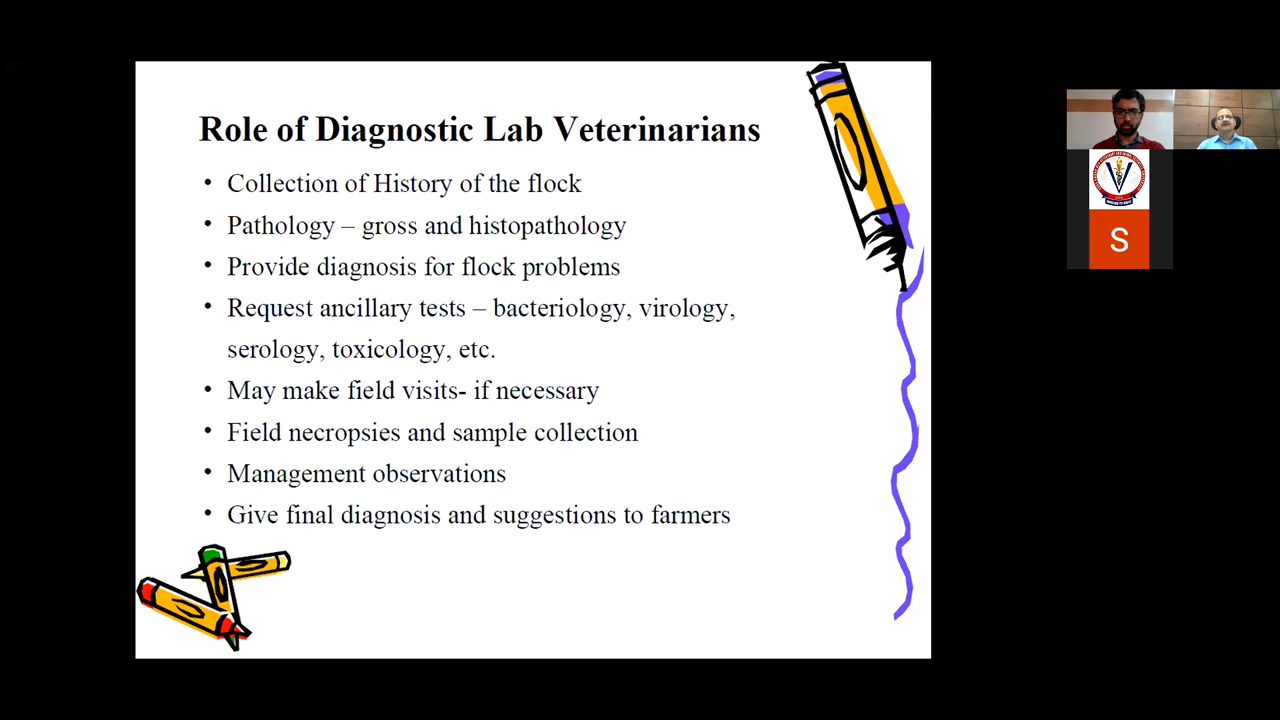 Role of Diagnostic Lab Veterinarians
• Collection of History of the flock
• Pathology – gross and histopathology
• Provide diagnosis for flock problems
• Request ancillary tests – bacteriology, virology,
serology, toxicology, etc.
• May make field visits- if necessary
• Field necropsies and sample collection
• Management observations
• Give final diagnosis and suggestions to farmers
S